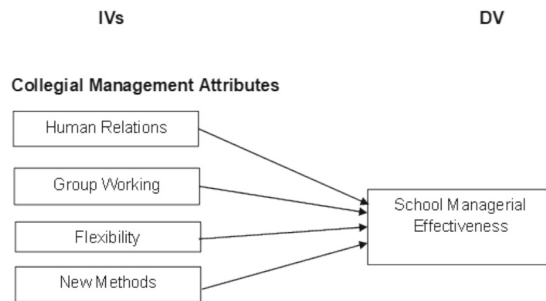 IVs DV
Collegial Management Attributes
Human Relations
Group Working
Flexibility
New Methods
School Managerial
Effectiveness